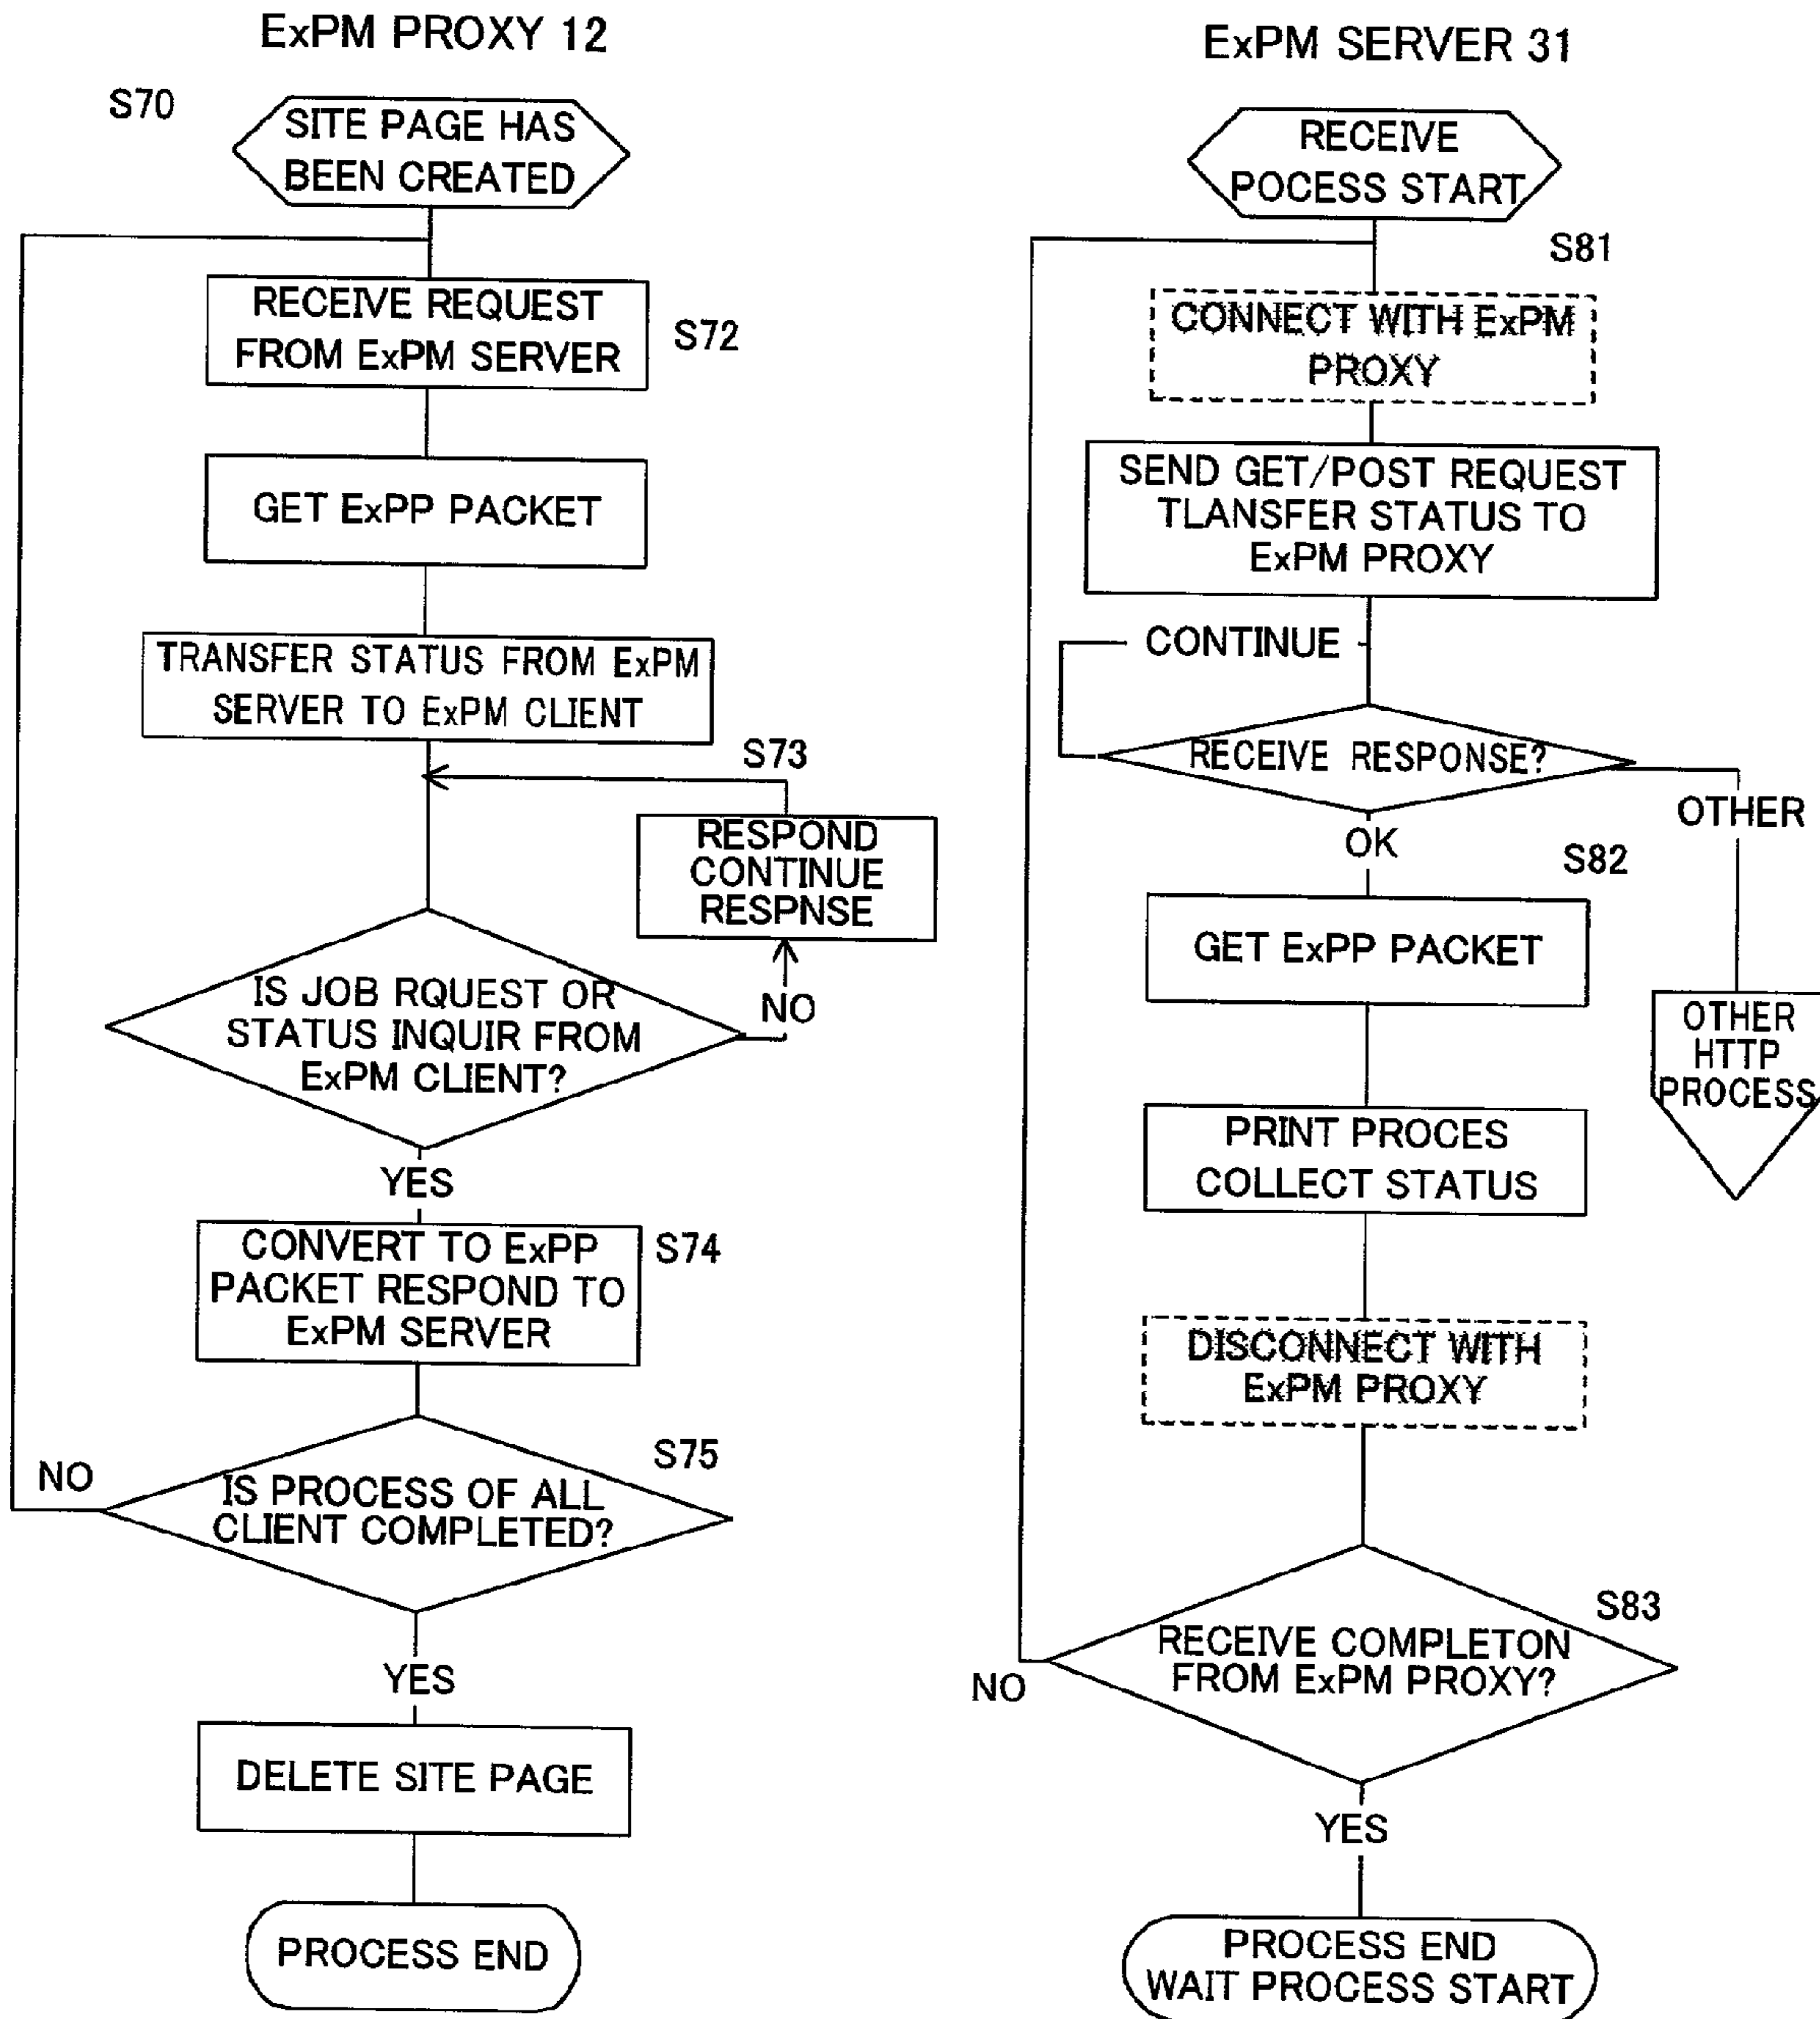 ExPM PROXY 12
S70
SITE PAGE HAS
BEEN CREATED
RECEIVE REQUEST
FROM ExPM SERVER
S72
GET ExPP PACKET
TRANSFER STATUS FROM ExPM
SERVER TO ExPM CLIENT
S73
RESPOND
CONTINUE
RESPNSE
IS JOB RQUEST OR
STATUS INQUIR FROM
ExPM CLIENT?
NO
YES
CONVERT TO ExPP
PACKET RESPOND TO
ExPM SERVER
S74
S75
NO
IS PROCESS OF ALL
CLIENT COMPLETED?
YES
DELETE SITE PAGE
PROCESS END
ExPM SERVER 31
RECEIVE
POCESS START
S81
CONNECT WITH ExPM
PROXY
SEND GET/POST REQUEST
TLANSFER STATUS TO
ExPM PROXY
CONTINUE
RECEIVE RESPONSE?
OTHER
OK
S82
GET ExPP PACKET
OTHER
HTTP
PROCESS
PRINT PROCES
COLLECT STATUS
DISCONNECT WITH
ExPM PROXY
S83
RECEIVE COMPLETON
FROM ExPM PROXY?
NO
YES
PROCESS END
WAIT PROCESS START